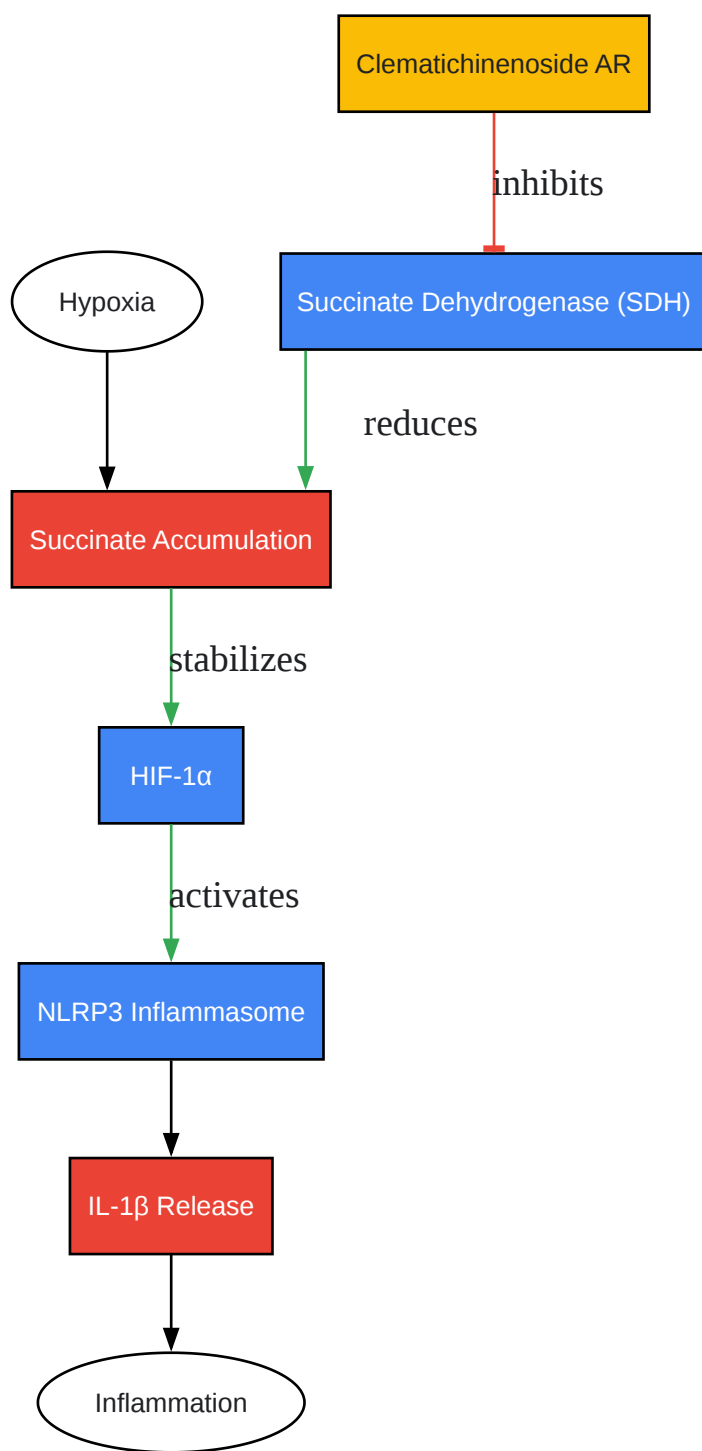 Clematichinenoside AR
inhibits
Hypoxia
Succinate Dehydrogenase (SDH)
reduces
Succinate Accumulation
stabilizes
HIF-1α
activates
NLRP3 Inflammasome
IL-1β Release
Inflammation